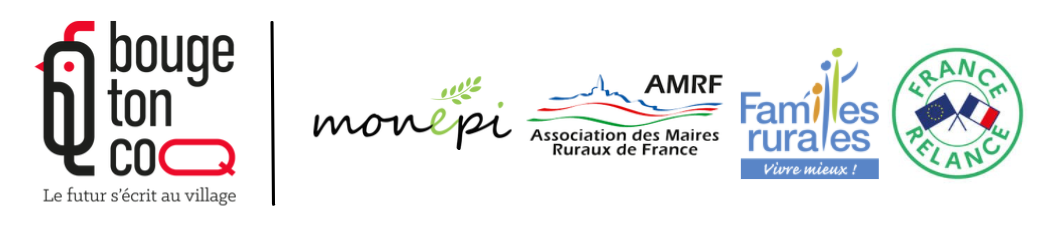 bouge
ton
coQ
Le futur s'écrit au village
monepi
AMRF
Association des Maires
Ruraux de France
Familles
rurales
Vivre mieux !
FRANCE
RELANCE